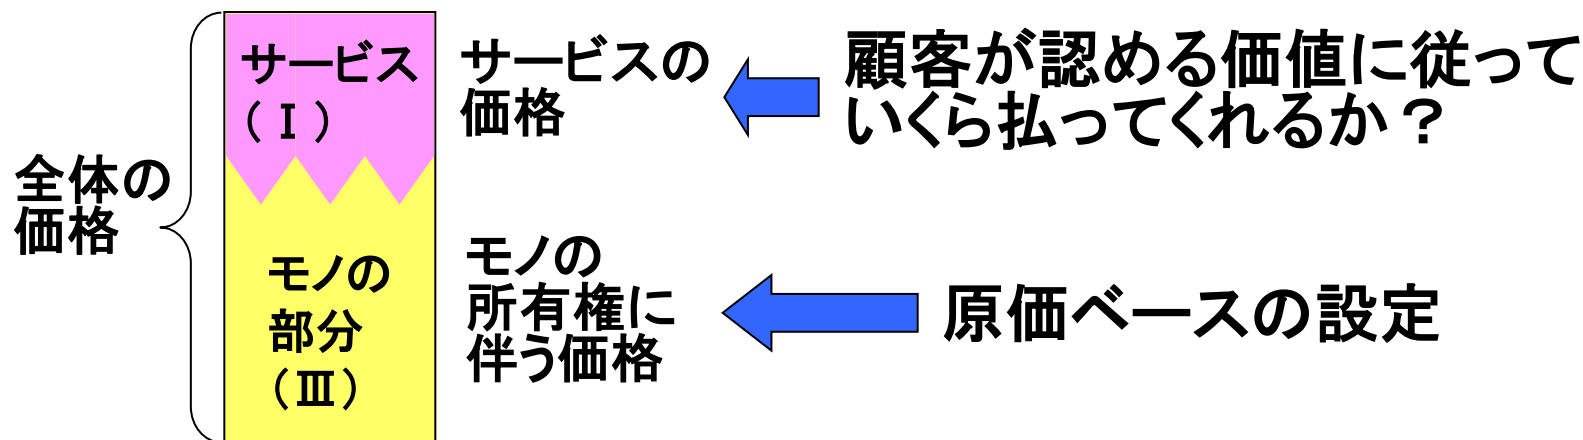 全体の
価格
サービス
（Ⅰ）
モノの
部分
（Ⅲ）
サービスの
価格
モノの
所有権に
伴う価格
顧客が認める価値に従って
いくら払ってくれるか？
原価ベースの設定